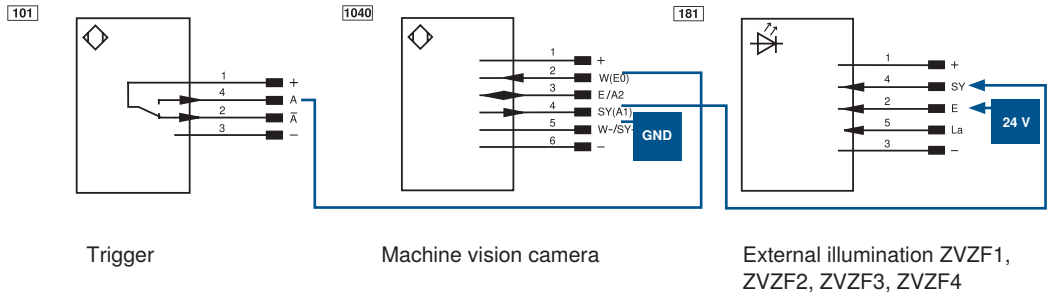 101
1
+
4
A
2
A̅
3
–
Trigger
1040
1
+
2
W(E0)
3
E/A2
4
SY(A1)
5
W-/SY-
6
–
GND
Machine vision camera
181
1
+
4
SY
2
E
5
La
3
–
24 V
External illumination ZVZF1,
ZVZF2, ZVZF3, ZVZF4